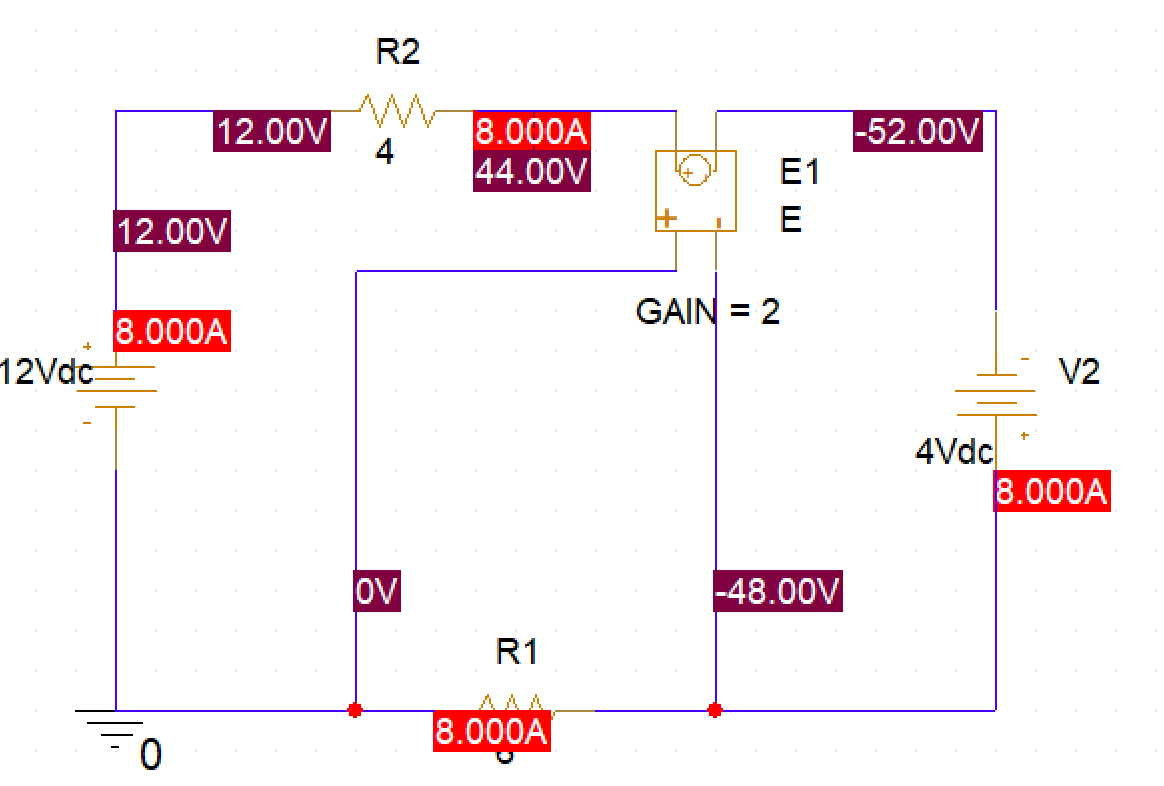 R2
12.00V
8.000A
-52.00V
4
44.00V
E1
12.00V
E
8.000A
GAIN = 2
12Vdc
V2
4Vdc
8.000A
0V
-48.00V
R1
8.000A
0